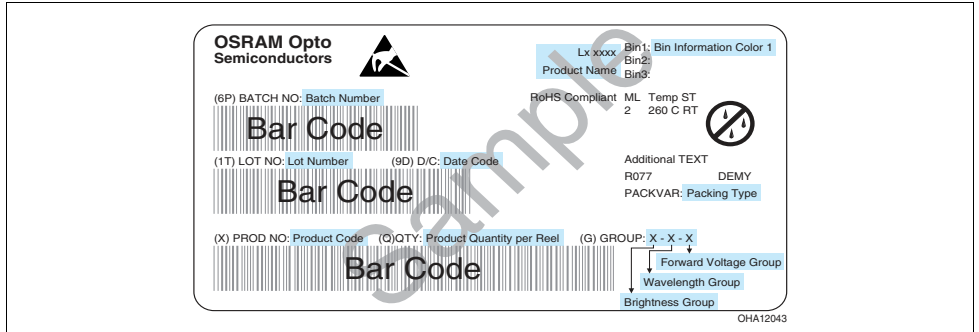 OSRAM Opto
Semiconductors
Lx xxxx
Product Name
Bin1: Bin Information Color 1
Bin2:
Bin3:
(6P) BATCH NO: Batch Number
Bar Code
RoHS Compliant
ML Temp ST
2 260 C RT
(1T) LOT NO: Lot Number (9D) D/C: Date Code
Bar Code
Additional TEXT
R077 DEMY
PACKVAR: Packing Type
(X) PROD NO: Product Code (Q)QTY: Product Quantity per Reel (G) GROUP: X - X - X
Bar Code
Forward Voltage Group
Wavelength Group
Brightness Group
Sample
OHA12043